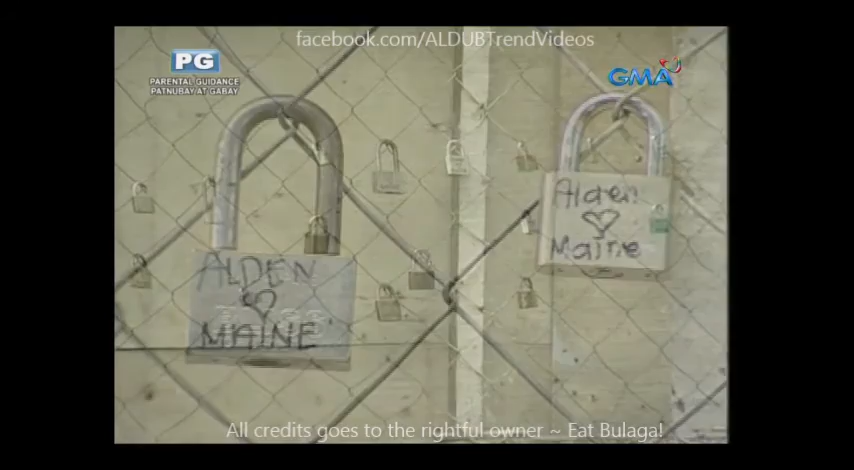 facebook.com/ALDUBTrendVideos
PG
PARENTAL GUIDANCE
PATNUBAY AT GABAY
GMA
Alden
Maine
ALDEN
MAINE
All credits goes to the rightful owner ~ Eat Bulaga!